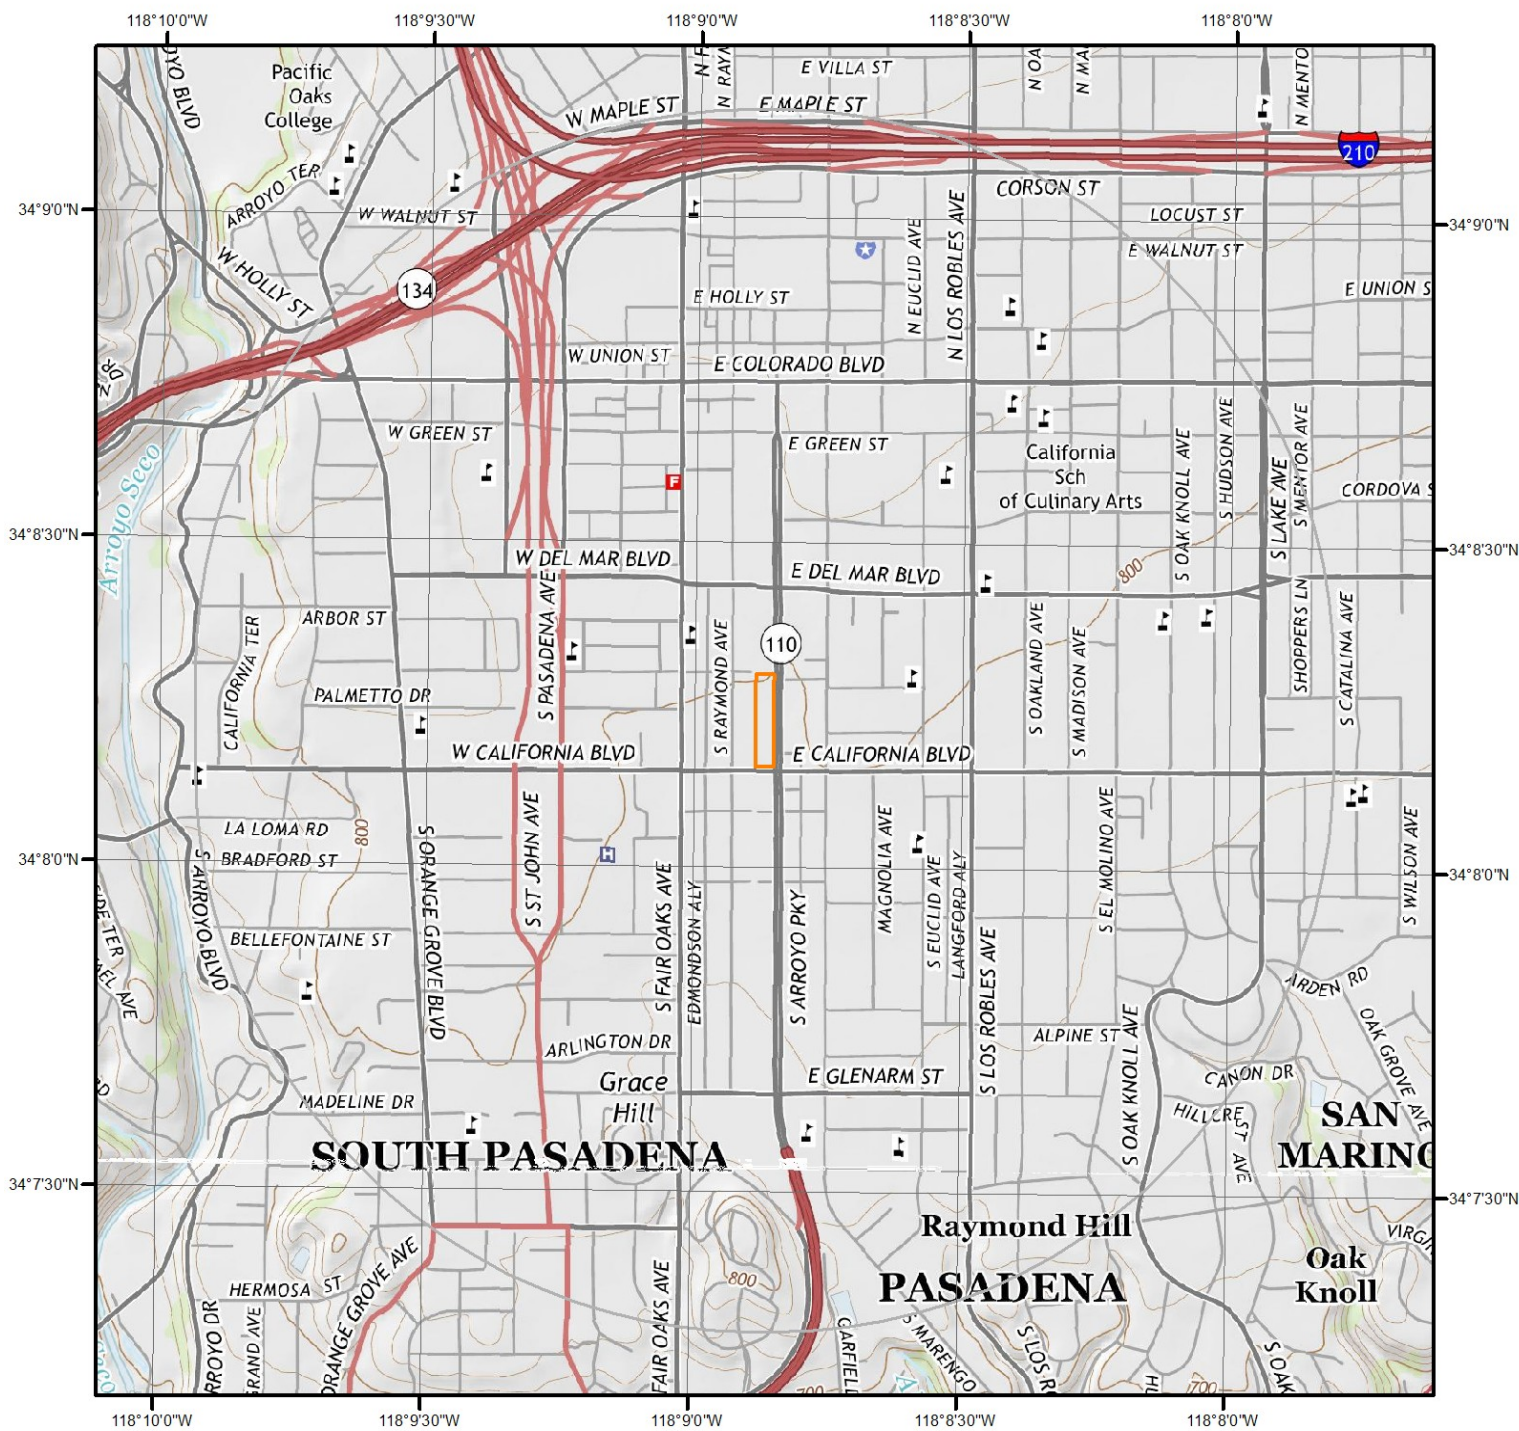 118°10'0"W
118°9'30"W
118°9'0"W
118°8'30"W
118°8'0"W
E VILLA ST
Pacific
Oaks
College
W MAPLE ST
E MAPLE ST
N MENTO
210
ARROYO TER
CORSON ST
34°9'0"N
34°9'0"N
W WALNUT ST
LOCUST ST
E WALNUT ST
W HOLLY ST
134
E HOLLY ST
N EUCLID AVE
N LOS ROBLES AVE
E UNION S
W UNION ST
E COLORADO BLVD
W GREEN ST
E GREEN ST
California
Sch
of Culinary Arts
S OAK KNOLL AVE
S HUDSON AVE
S LAKE AVE
S MENTOR AVE
CORDOVA S
Arroyo Seco
F
34°8'30"N
34°8'30"N
W DEL MAR BLVD
E DEL MAR BLVD
800
ARBOR ST
CALIFORNIA TER
S PASADENA AVE
S RAYMOND AVE
110
S OAKLAND AVE
S MADISON AVE
SHOPPERS LN
S CATALINA AVE
PALMETTO DR
W CALIFORNIA BLVD
E CALIFORNIA BLVD
LA LOMA RD
800
BRADFORD ST
H
34°8'0"N
34°8'0"N
S ARROYO BLVD
S ORANGE GROVE BLVD
S ST JOHN AVE
S FAIR OAKS AVE
EDMONDSON ALY
S ARROYO PKY
MAGNOLIA AVE
S EUCLID AVE
LANGFORD ALY
S LOS ROBLES AVE
S EL MOLINO AVE
S WILSON AVE
BELLEFONTAINE ST
ARDEN RD
ARLINGTON DR
ALPINE ST
S OAK KNOLL AVE
OAK GROVE AVE
Grace
Hill
E GLENARM ST
CANON DR
MADELINE DR
HILLCREST AVE
SAN
MARINO
SOUTH PASADENA
34°7'30"N
34°7'30"N
Raymond Hill
PASADENA
Oak
Knoll
VIRGI
HERMOSA ST
800
ORANGE GROVE AVE
RROYO DR
GRAND AVE
FAIR OAKS AVE
GARFIELL
S MARENGO
S LOS R
S OAK
700
700
118°10'0"W
118°9'30"W
118°9'0"W
118°8'30"W
118°8'0"W